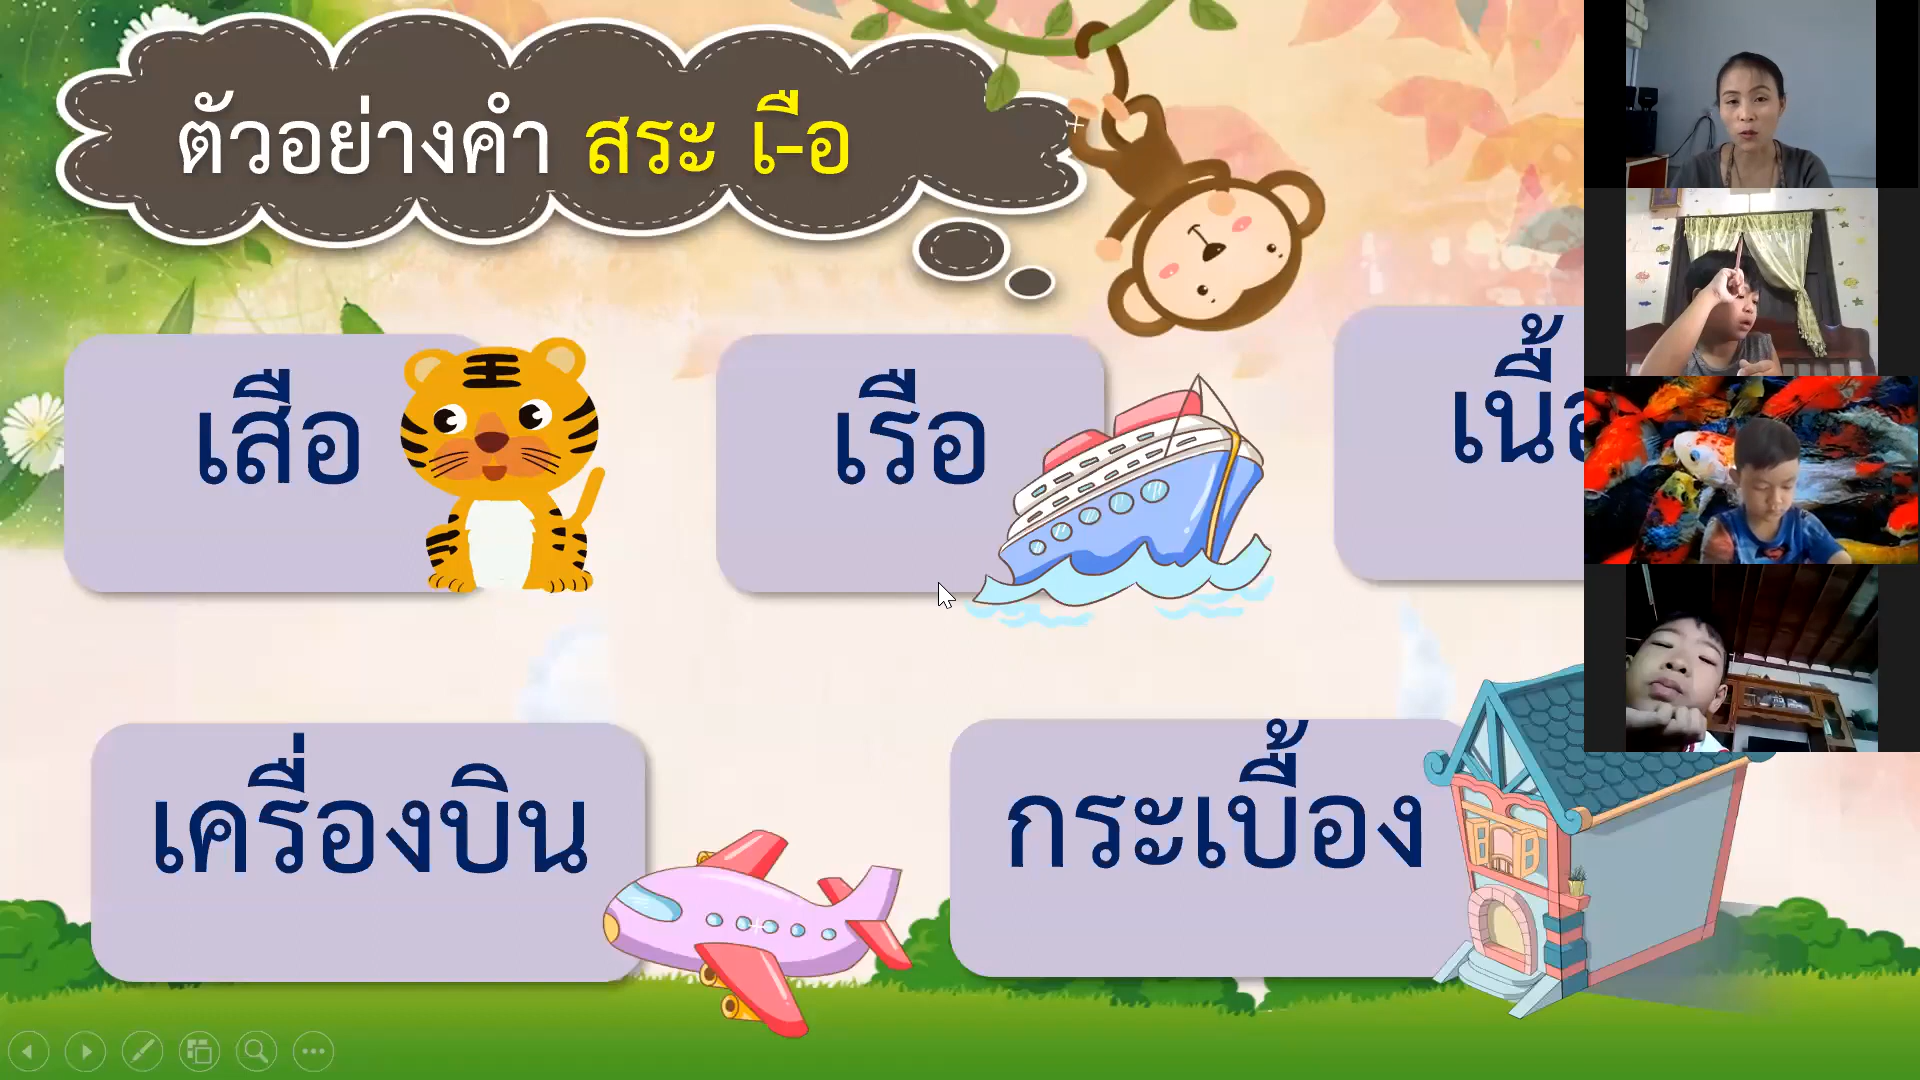 ตัวอย่างคำ สระ เ-ือ
เสือ
เรือ
เครื่องบิน
กระเบื้อง